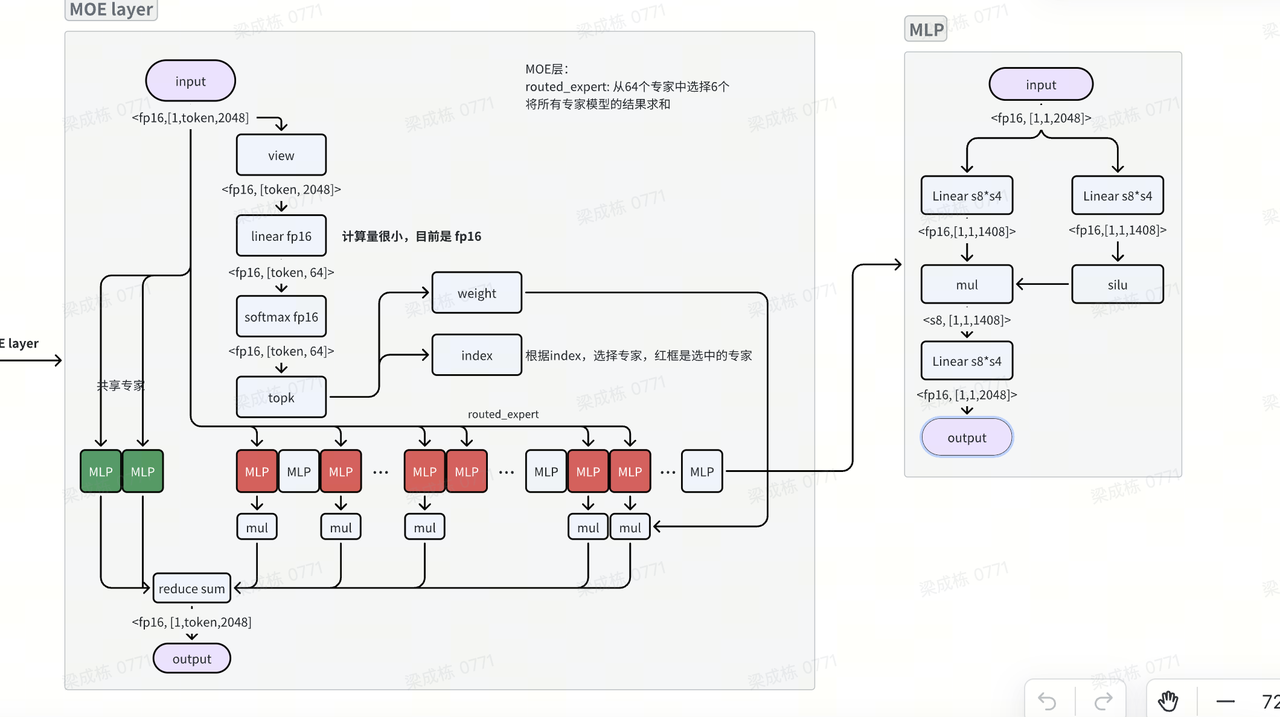 MOE layer
input
MOE层：
routed_expert: 从64个专家中选择6个
将所有专家模型的结果求和
<fp16,[1,token,2048]
view
<fp16, [token, 2048]>
linear fp16
计算量很小，目前是 fp16
<fp16, [token, 64]>
softmax fp16
<fp16, [token, 64]>
topk
weight
index
根据index，选择专家，红框是选中的专家
E layer
共享专家
routed_expert
MLP
MLP
MLP
MLP
MLP
...
MLP
MLP
...
MLP
MLP
MLP
...
MLP
mul
mul
mul
mul
mul
reduce sum
<fp16, [1,token,2048]
output
MLP
input
<fp16, [1,1,2048]>
Linear s8*s4
Linear s8*s4
<fp16,[1,1,1408]>
<fp16,[1,1,1408]>
mul
silu
<s8, [1,1,1408]>
Linear s8*s4
<fp16, [1,1,2048]>
output
72
梁成栋 0771